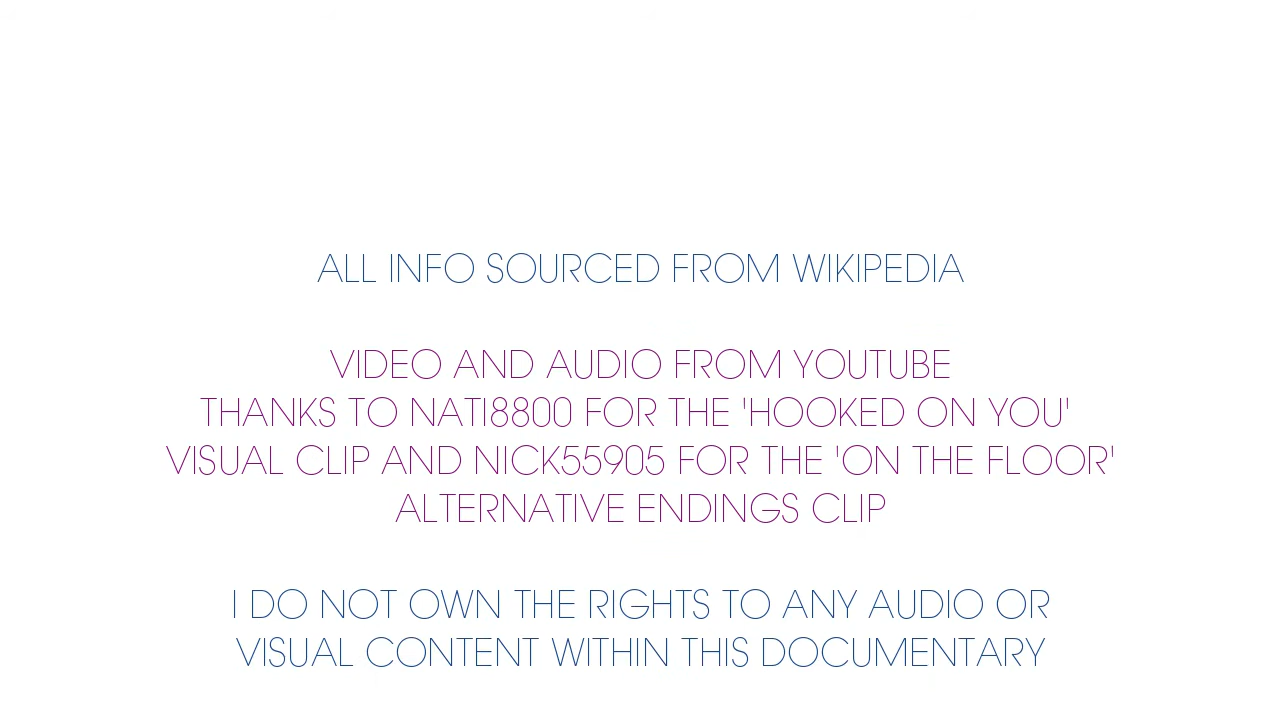 ALL INFO SOURCED FROM WIKIPEDIA
VIDEO AND AUDIO FROM YOUTUBE
THANKS TO NATI8800 FOR THE 'HOOKED ON YOU'
VISUAL CLIP AND NICK55905 FOR THE 'ON THE FLOOR'
ALTERNATIVE ENDINGS CLIP
I DO NOT OWN THE RIGHTS TO ANY AUDIO OR
VISUAL CONTENT WITHIN THIS DOCUMENTARY